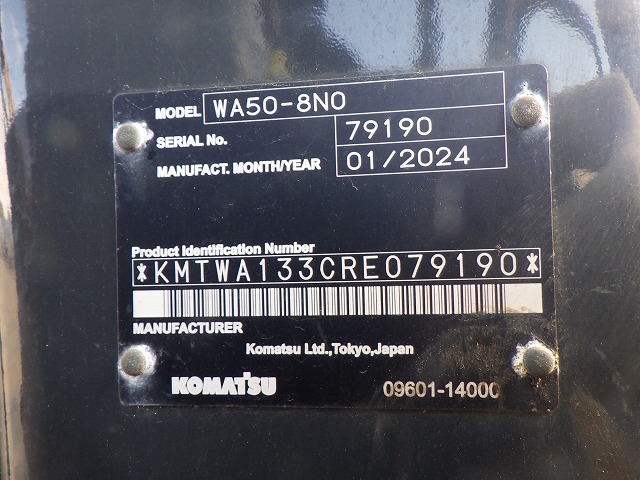 MODEL WA50-8N0
SERIAL No. 79190
MANUFACT. MONTH/YEAR 01/2024
Product Identification Number
*KMTWA133CRE079190*
MANUFACTURER
Komatsu Ltd.,Tokyo,Japan
KOMATSU 09601-14000